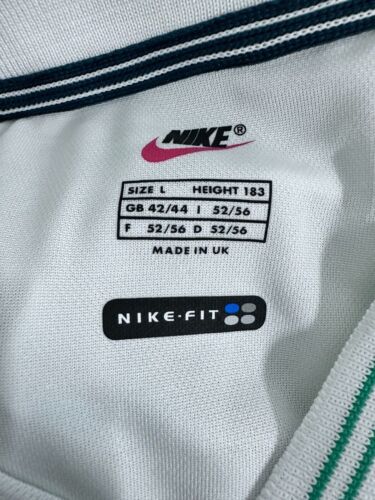 NIKE®
SIZE L HEIGHT 183
GB 42/44 I 52/56
F 52/56 D 52/56
MADE IN UK
NIKE-FIT